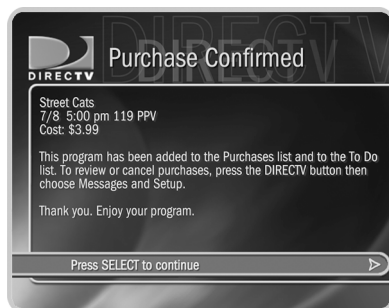 DIRECTV
Purchase Confirmed
DIRECTV
Street Cats
7/8 5:00 pm 119 PPV
Cost: $3.99
This program has been added to the Purchases list and to the To Do
list. To review or cancel purchases, press the DIRECTV button then
choose Messages and Setup.
Thank you. Enjoy your program.
Press SELECT to continue